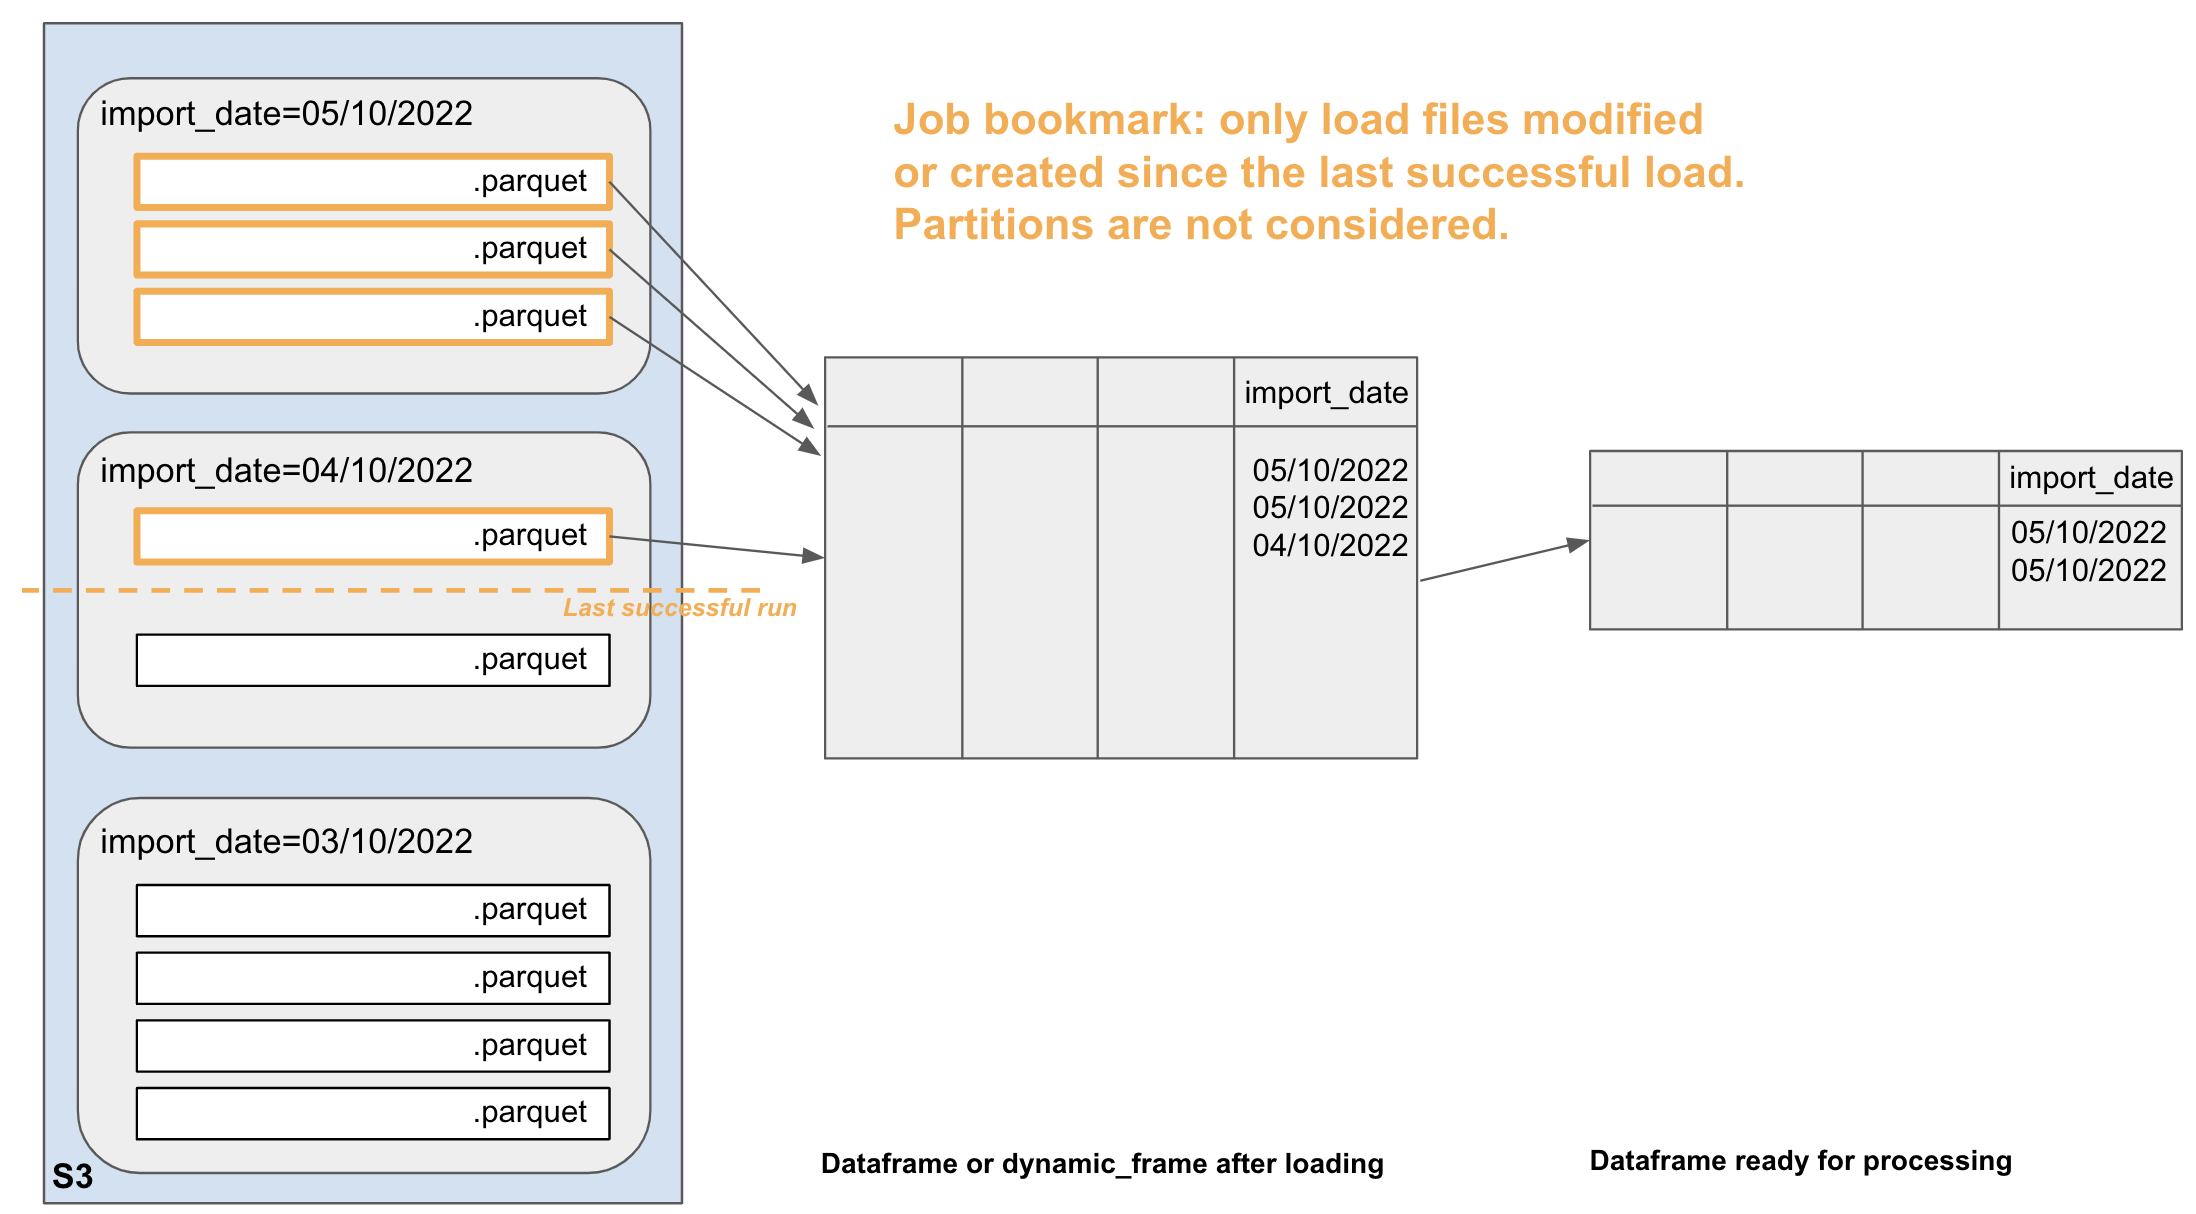 import_date=05/10/2022
.parquet
.parquet
.parquet
import_date=04/10/2022
.parquet
Last successful run
.parquet
import_date=03/10/2022
.parquet
.parquet
.parquet
.parquet
S3
Job bookmark: only load files modified
or created since the last successful load.
Partitions are not considered.
import_date
05/10/2022
05/10/2022
04/10/2022
Dataframe or dynamic_frame after loading
import_date
05/10/2022
05/10/2022
Dataframe ready for processing